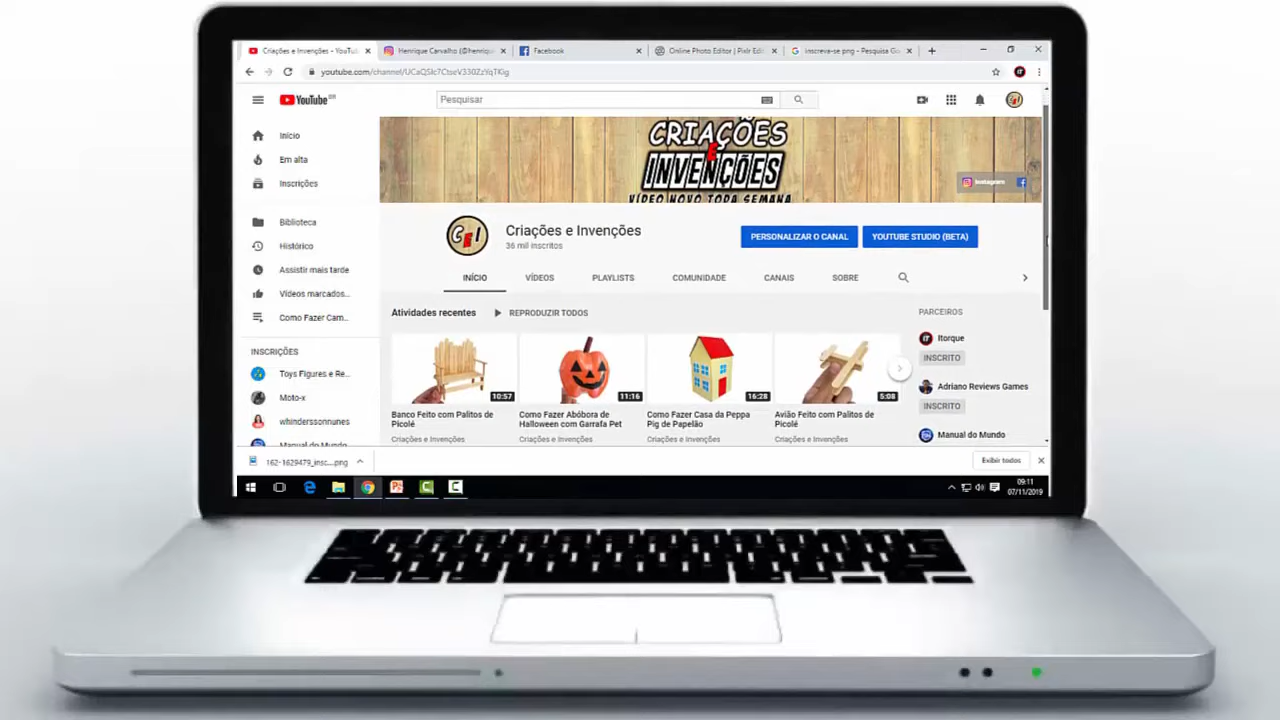 Criações e Invenções - YouTu
Henrique Carvalho (@henriqu
Facebook
Online Photo Editor | Pixlr Edi
inscreva-se png - Pesquisa Go
YouTube BR
Pesquisar
Início
Em alta
Inscrições
Biblioteca
Histórico
Assistir mais tarde
Vídeos marcados...
Como Fazer Cam...
INSCRIÇÕES
Toys Figures e Re...
Moto-x
whinderssonnunes
Manual do Mundo
CRIAÇÕES
E
INVENÇÕES
VÍDEO NOVO TODA SEMANA
Instagram
Criações e Invenções
36 mil inscritos
PERSONALIZAR O CANAL
YOUTUBE STUDIO (BETA)
INÍCIO
VÍDEOS
PLAYLISTS
COMUNIDADE
CANAIS
SOBRE
Atividades recentes
REPRODUZIR TODOS
10:57
Banco Feito com Palitos de
Picolé
Criações e Invenções
11:16
Como Fazer Abóbora de
Halloween com Garrafa Pet
Criações e Invenções
16:28
Como Fazer Casa da Peppa
Pig de Papelão
Criações e Invenções
5:08
Avião Feito com Palitos de
Picolé
Criações e Invenções
PARCEIROS
Itorque
INSCRITO
Adriano Reviews Games
INSCRITO
Manual do Mundo
162-1629479_insc....png
Exibir todos
09:11
07/11/2019